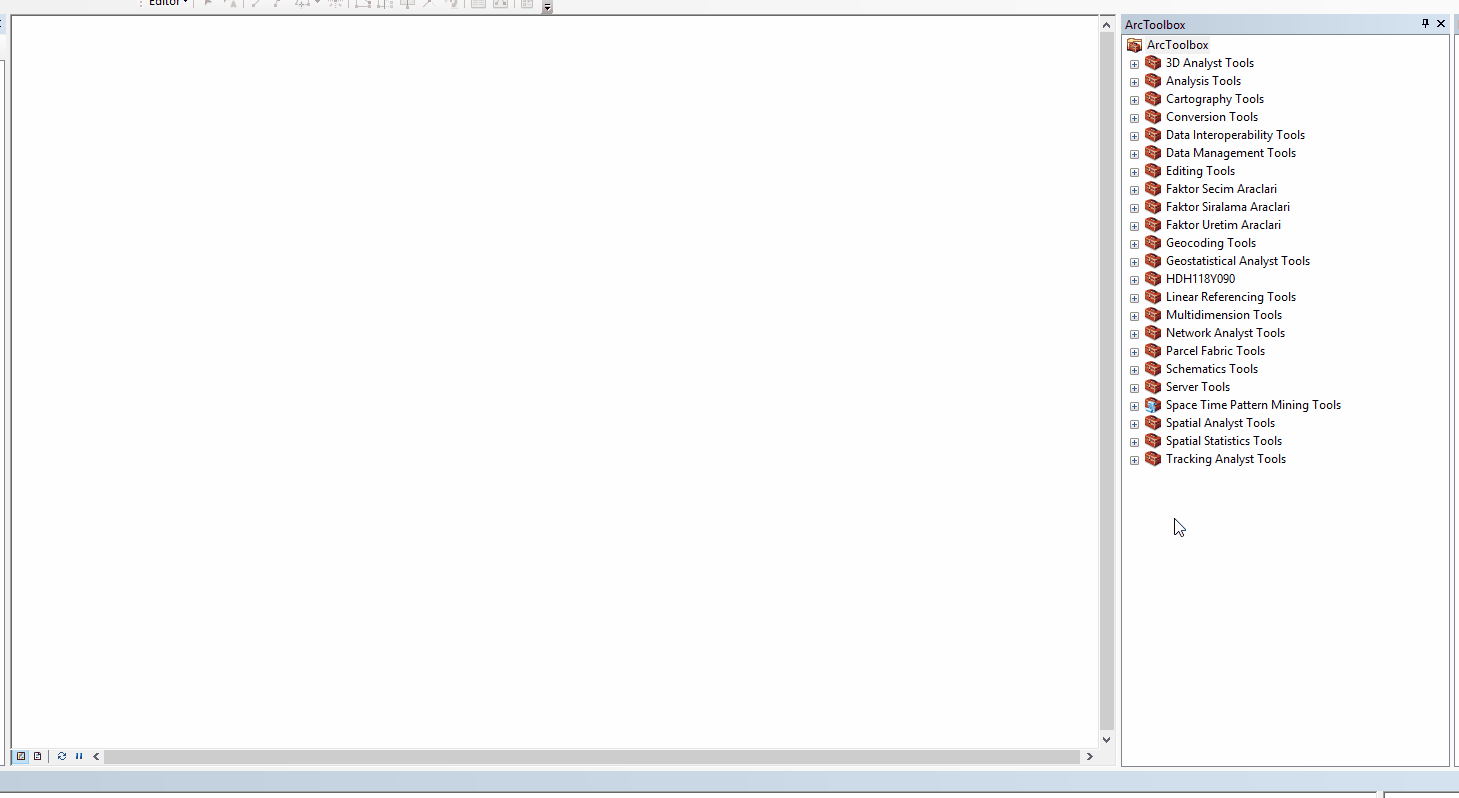 Editor
ArcToolbox
ArcToolbox
3D Analyst Tools
Analysis Tools
Cartography Tools
Conversion Tools
Data Interoperability Tools
Data Management Tools
Editing Tools
Faktor Secim Araclari
Faktor Siralama Araclari
Faktor Uretim Araclari
Geocoding Tools
Geostatistical Analyst Tools
HDH118Y090
Linear Referencing Tools
Multidimension Tools
Network Analyst Tools
Parcel Fabric Tools
Schematics Tools
Server Tools
Space Time Pattern Mining Tools
Spatial Analyst Tools
Spatial Statistics Tools
Tracking Analyst Tools